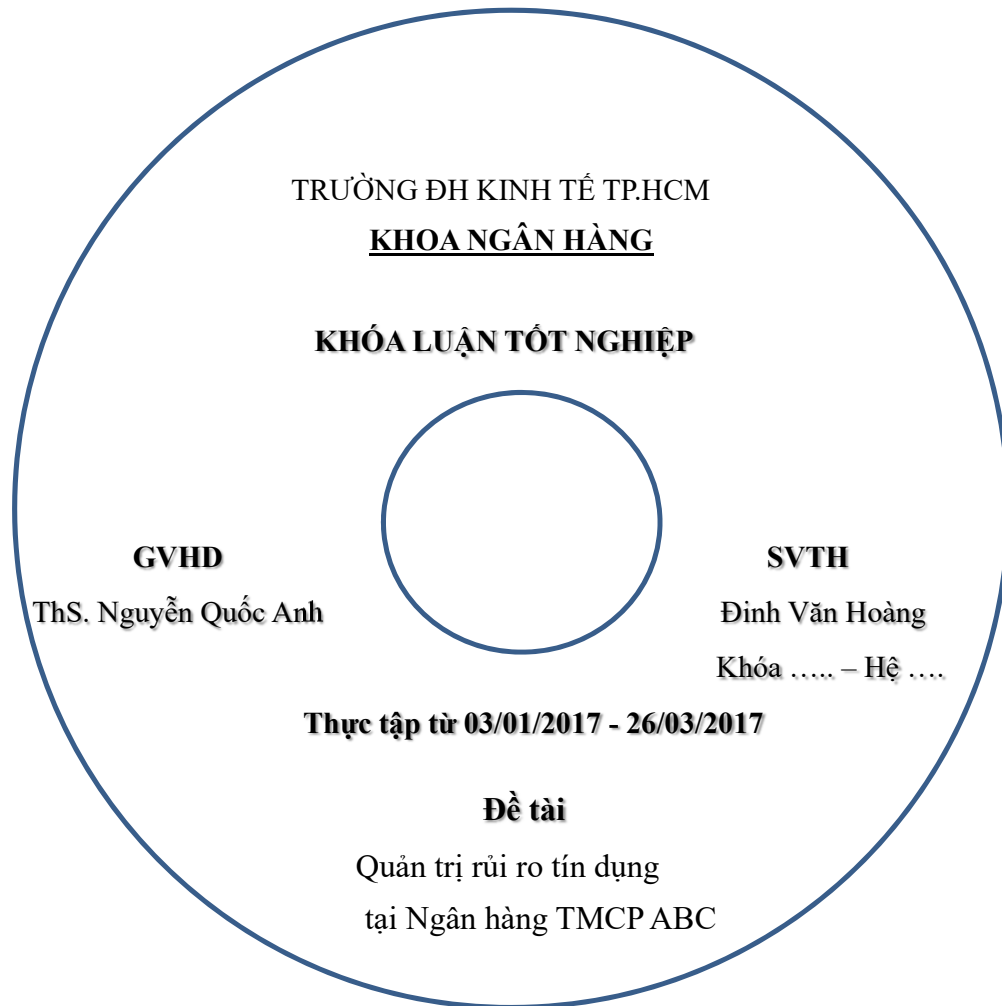 TRƯỜNG ĐH KINH TẾ TP.HCM
KHOA NGÂN HÀNG
KHÓA LUẬN TỐT NGHIỆP
GVHD
ThS. Nguyễn Quốc Anh
SVTH
Đinh Văn Hoàng
Khóa ….. – Hệ ….
Thực tập từ 03/01/2017 - 26/03/2017
Đề tài
Quản trị rủi ro tín dụng
tại Ngân hàng TMCP ABC